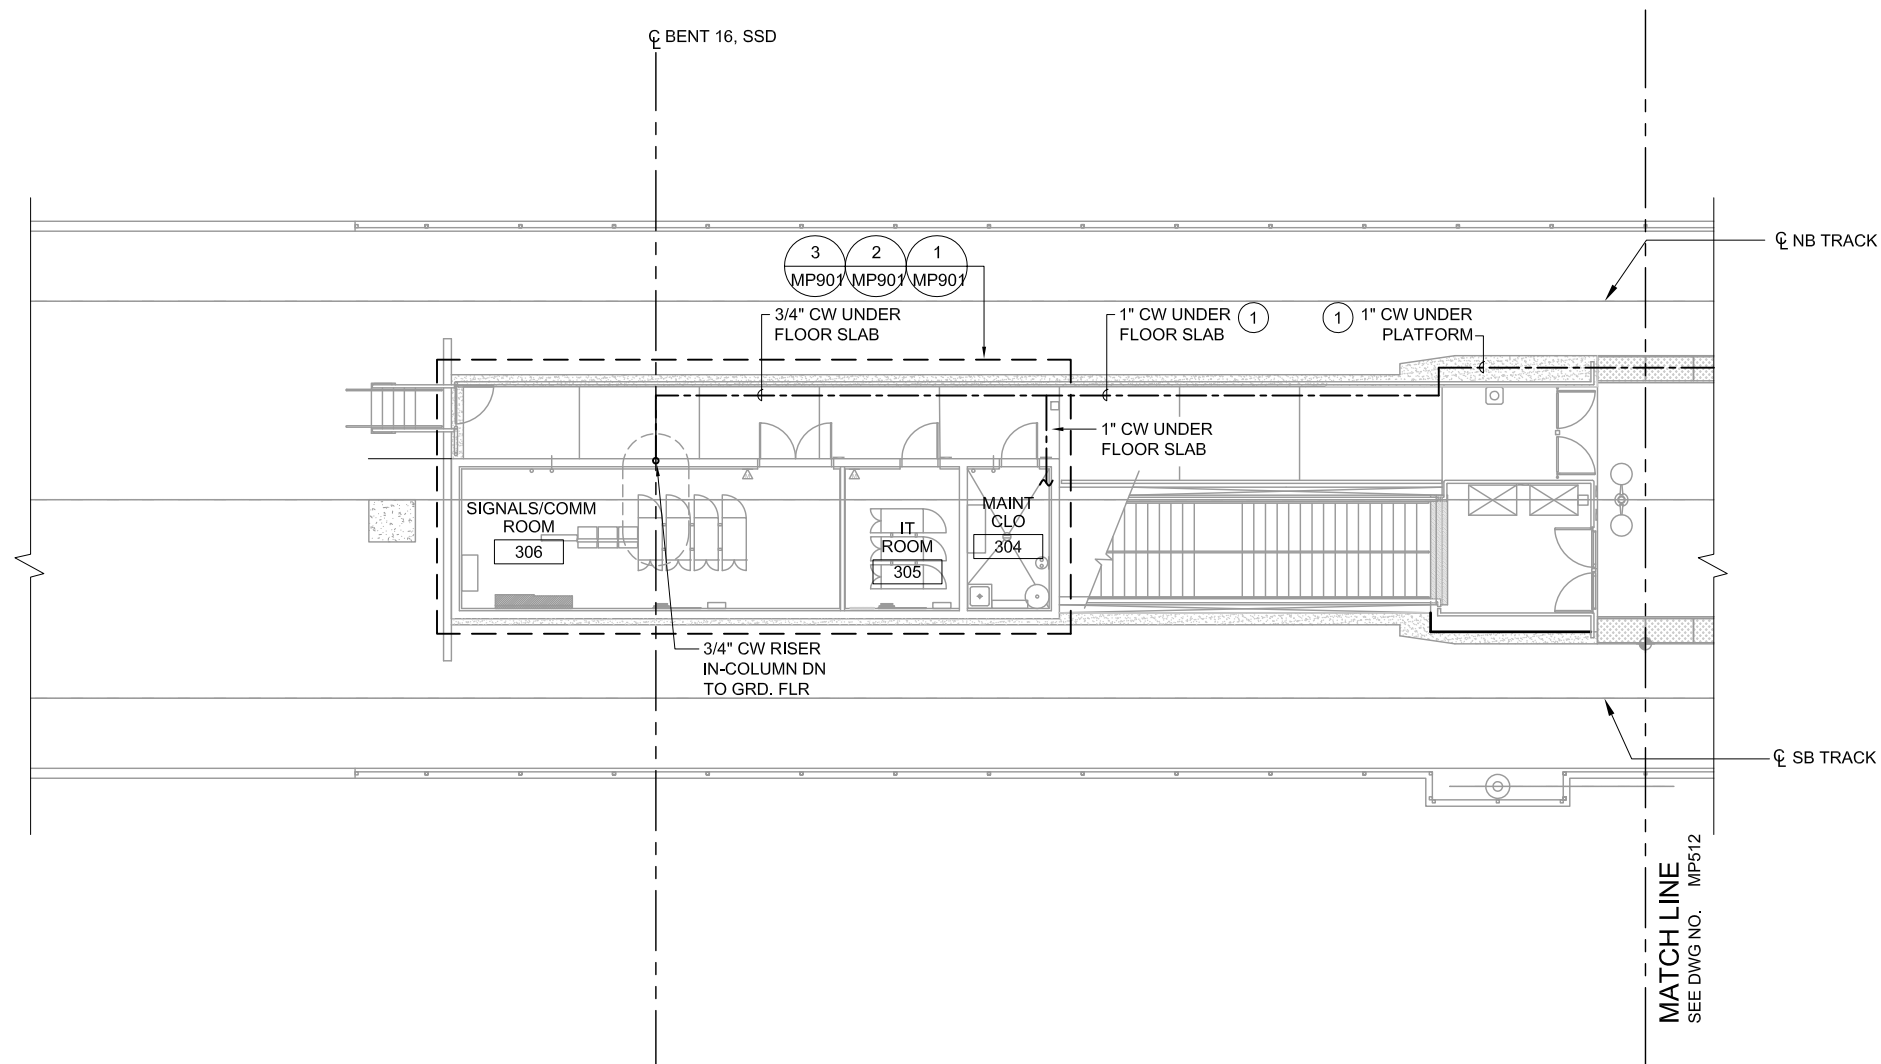 ℄ BENT 16, SSD
3
MP901
2
MP901
1
MP901
℄ NB TRACK
3/4" CW UNDER
FLOOR SLAB
1" CW UNDER
FLOOR SLAB
1
1
1" CW UNDER
PLATFORM
1" CW UNDER
FLOOR SLAB
SIGNALS/COMM
ROOM
306
IT
ROOM
305
MAINT
CLO
304
3/4" CW RISER
IN-COLUMN DN
TO GRD. FLR
℄ SB TRACK
MATCH LINE
SEE DWG NO. MP512